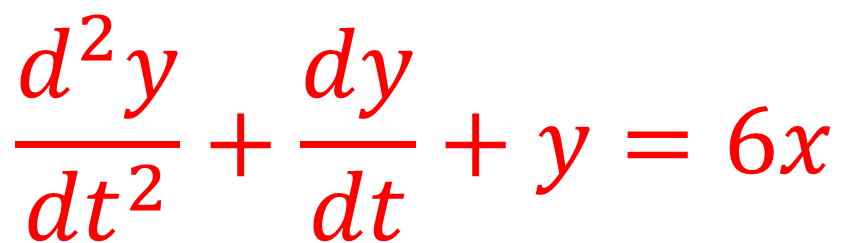 d²y/dt² + dy/dt + y = 6x